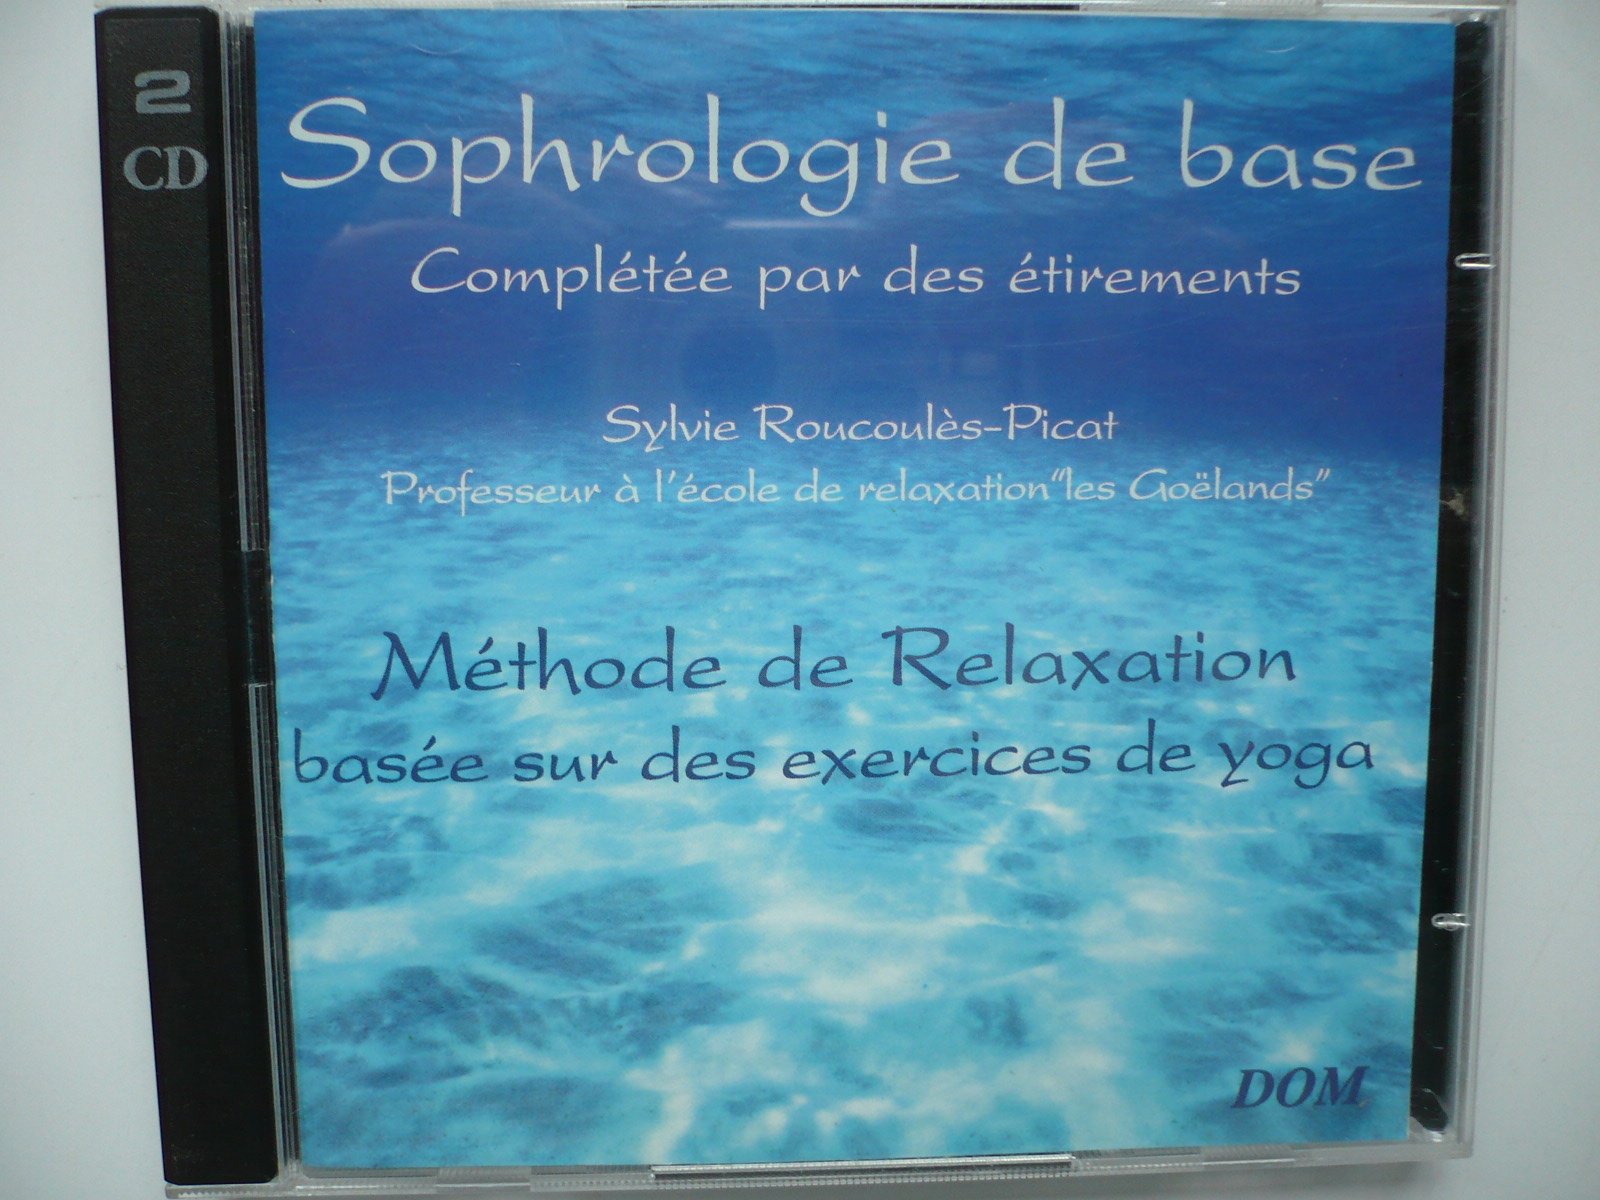 2
CD
Sophrologie de base
Complétée par des étirements
Sylvie Roucoulès-Picat
Professeur à l'école de relaxation"les Goëlands"
Méthode de Relaxation
basée sur des exercices de yoga
DOM